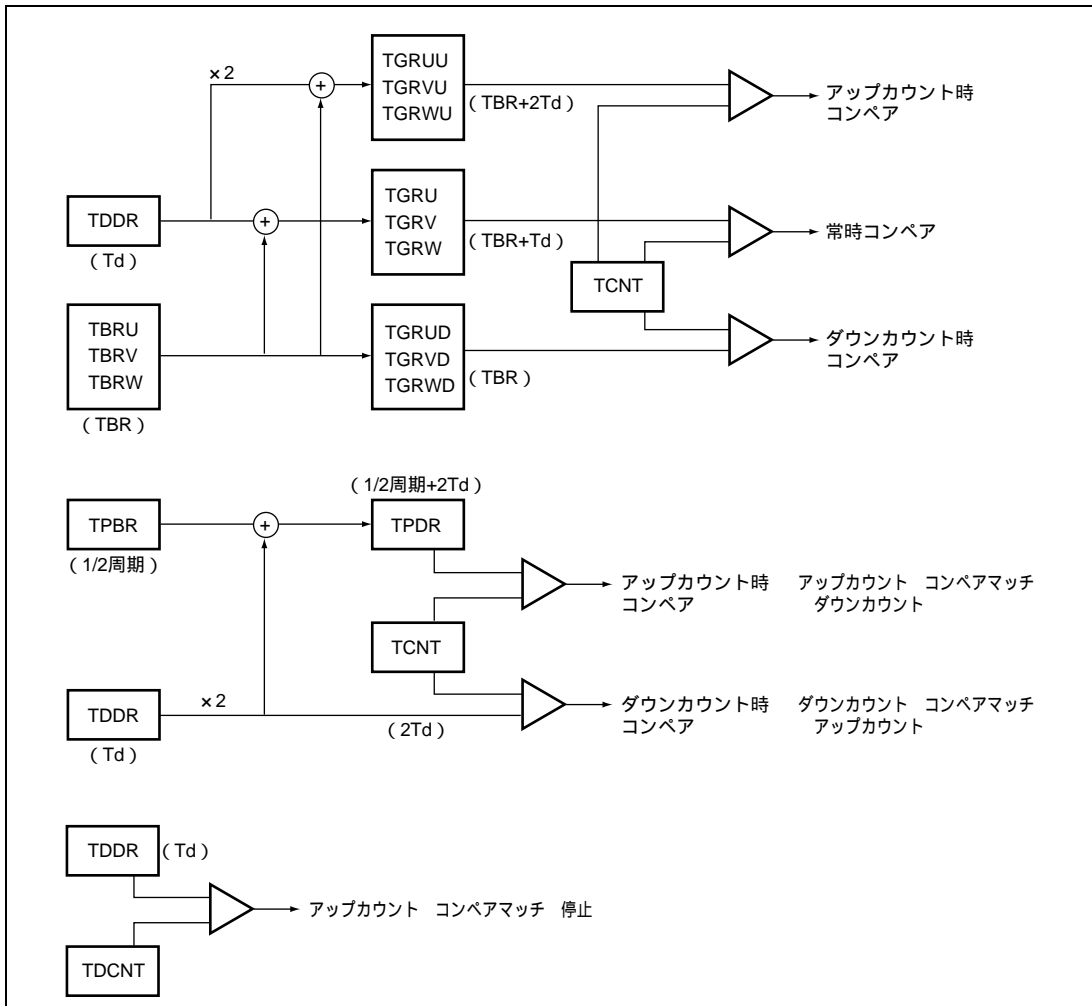 ×2
TGRUU
TGRVU
TGRWU
(TBR+2Td)
アップカウント時
コンペア
TDDR
(Td)
TGRU
TGRV
TGRW
(TBR+Td)
常時コンペア
TCNT
TBRU
TBRV
TBRW
(TBR)
TGRUD
TGRVD
TGRWD
(TBR)
ダウンカウント時
コンペア
(1/2周期+2Td)
TPBR
(1/2周期)
TPDR
アップカウント時 アップカウント コンペアマッチ
コンペア ダウンカウント
TCNT
TDDR
(Td)
×2
(2Td)
ダウンカウント時 ダウンカウント コンペアマッチ
コンペア アップカウント
TDDR
(Td)
アップカウント コンペアマッチ 停止
TDCNT